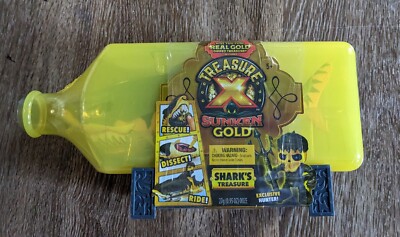 REAL GOLD
TREASURE
X
SUNKEN
GOLD
RESCUE!
DISSECT!
RIDE!
WARNING:
SHARK'S
TREASURE
EXCLUSIVE
HUNTER!